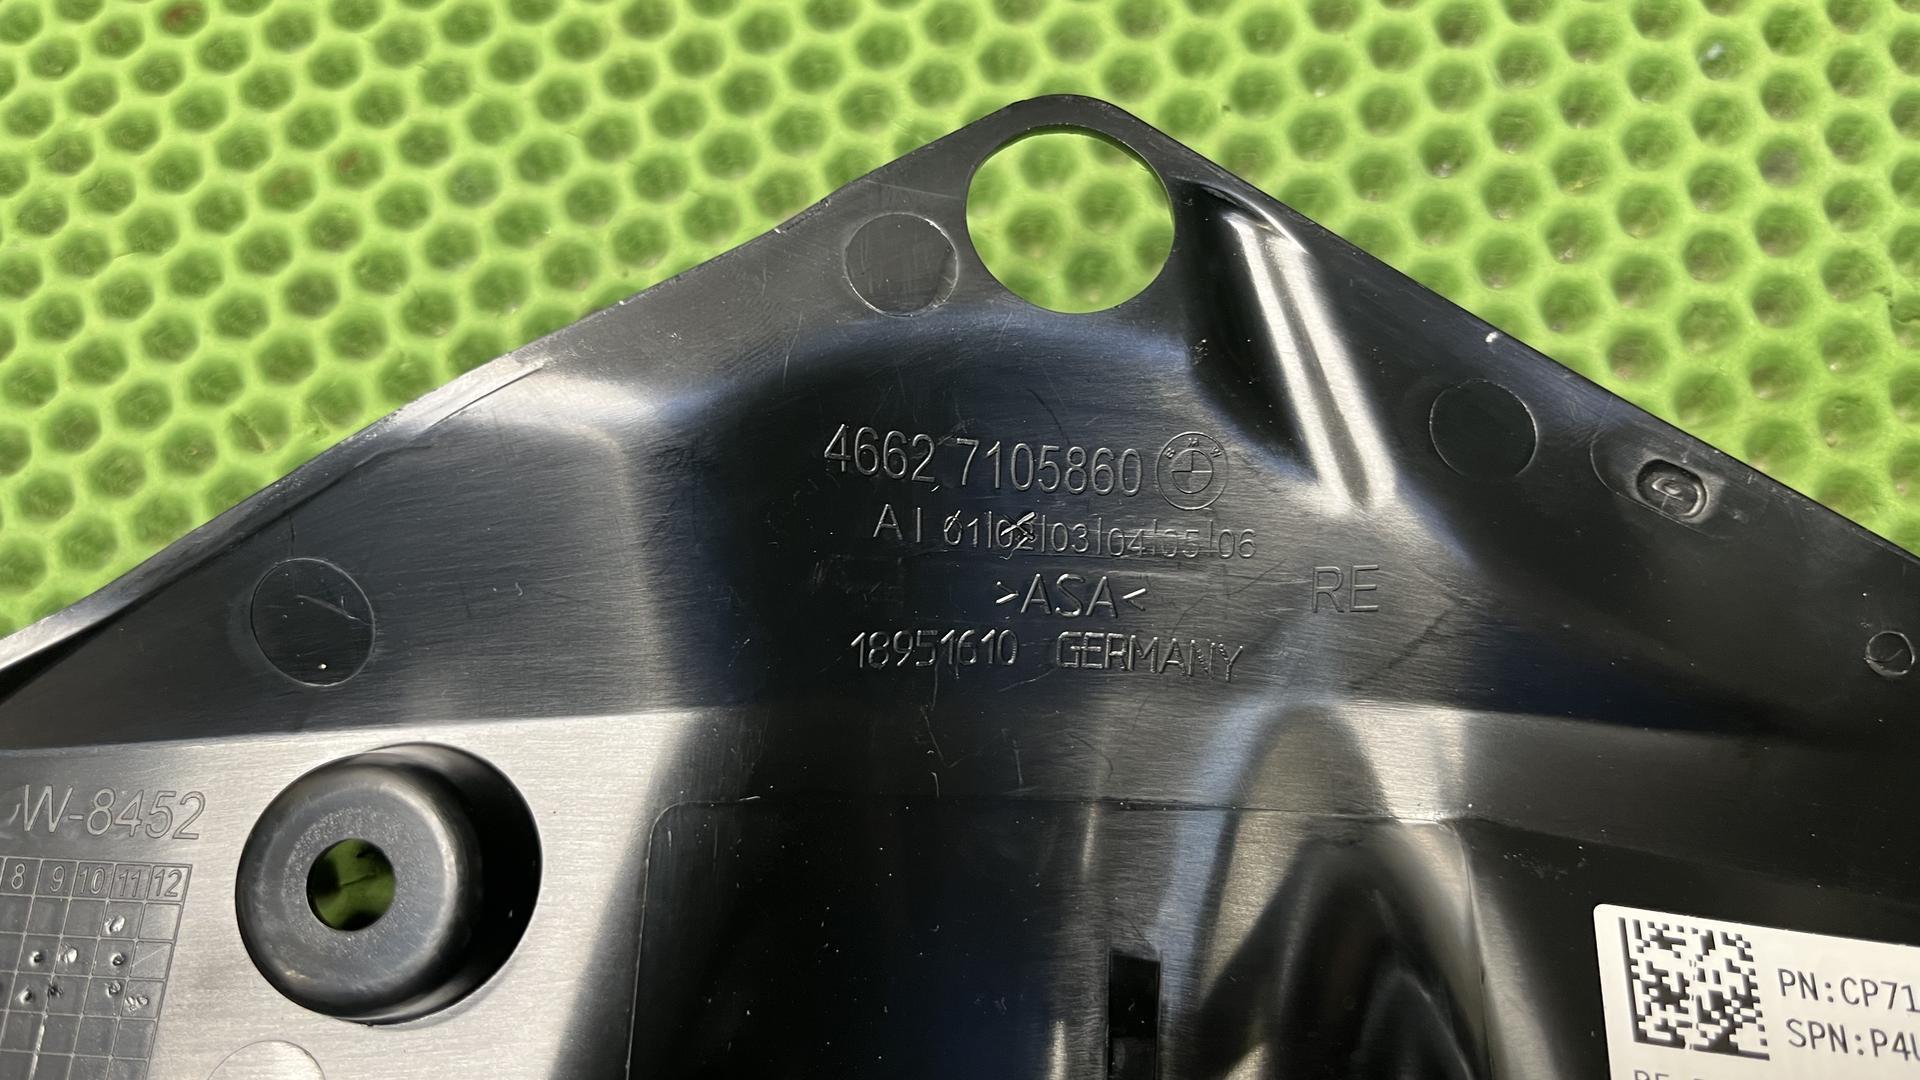 4662 7105860 BMW
AI 01|02|03|04|05|06
>ASA< RE
18951610 GERMANY
W-8452
8 9 10 11 12
PN:CP71
SPN:P4